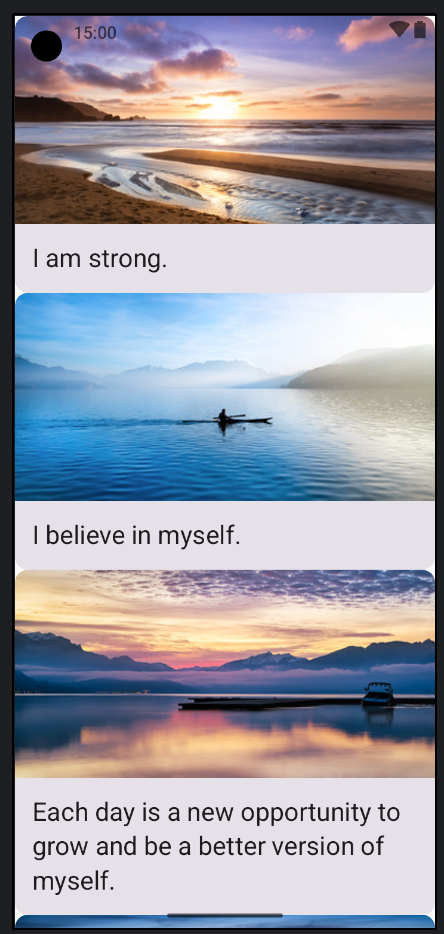 15:00
I am strong.
I believe in myself.
Each day is a new opportunity to
grow and be a better version of
myself.